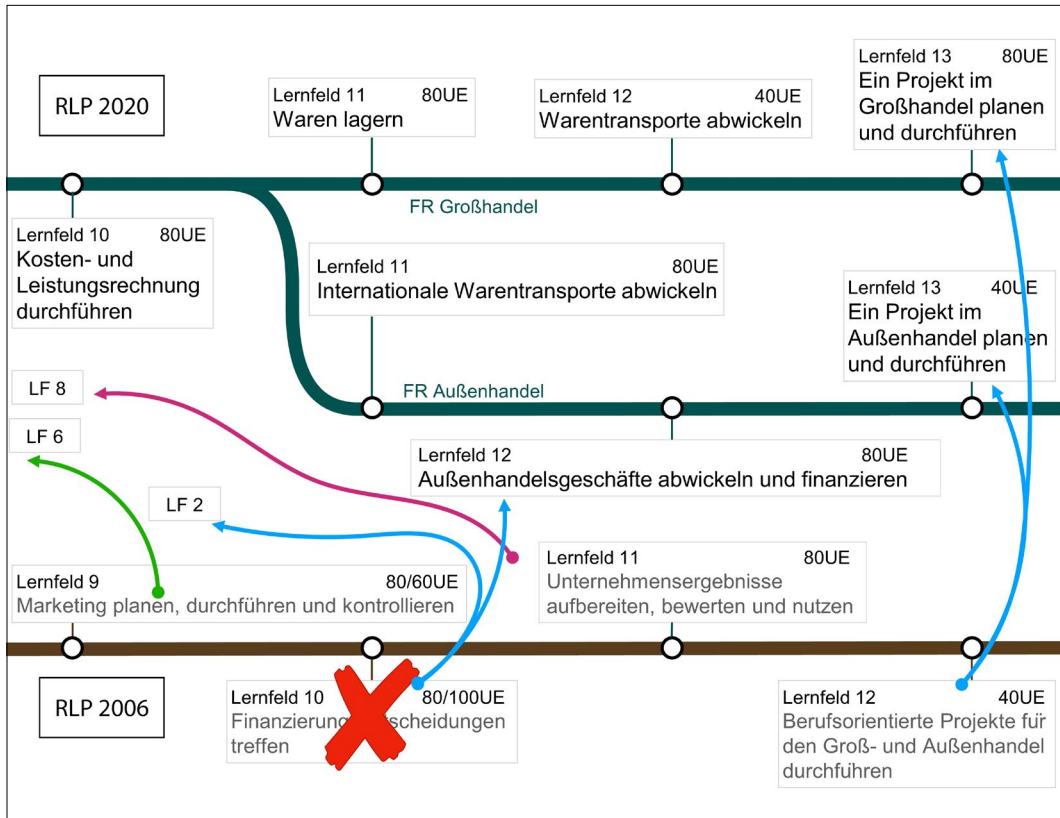 RLP 2020
Lernfeld 11 80UE
Waren lagern
Lernfeld 12 40UE
Warentransporte abwickeln
Lernfeld 13 80UE
Ein Projekt im
Großhandel planen
und durchführen
FR Großhandel
Lernfeld 10 80UE
Kosten- und
Leistungsrechnung
durchführen
Lernfeld 11 80UE
Internationale Warentransporte abwickeln
Lernfeld 13 40UE
Ein Projekt im
Außenhandel planen
und durchführen
FR Außenhandel
LF 8
LF 6
LF 2
Lernfeld 12 80UE
Außenhandelsgeschäfte abwickeln und finanzieren
Lernfeld 9 80/60UE
Marketing planen, durchführen und kontrollieren
Lernfeld 11 80UE
Unternehmensergebnisse
aufbereiten, bewerten und nutzen
RLP 2006
Lernfeld 10 80/100UE
treffen
Lernfeld 12 40UE
Berufsorientierte Projekte für
den Groß- und Außenhandel
durchführen